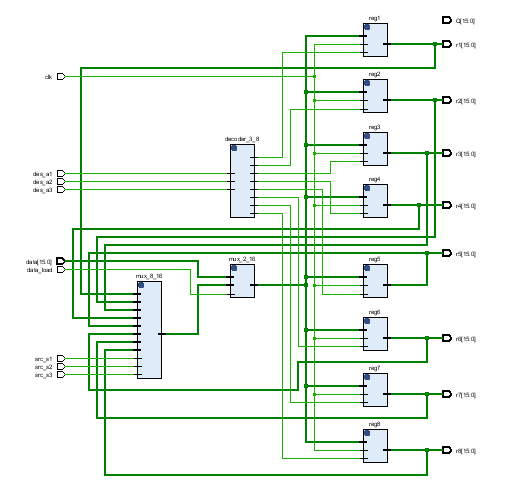 reg1
Q[15:0]
r1[15:0]
clk
reg2
r2[15:0]
reg3
decoder_3_8
r3[15:0]
des_a1
des_a2
des_a3
reg4
r4[15:0]
r5[15:0]
data[15:0]
data_load
mux_2_16
reg5
mux_8_16
reg6
r6[15:0]
src_s1
src_s2
src_s3
reg7
r7[15:0]
reg8
r8[15:0]